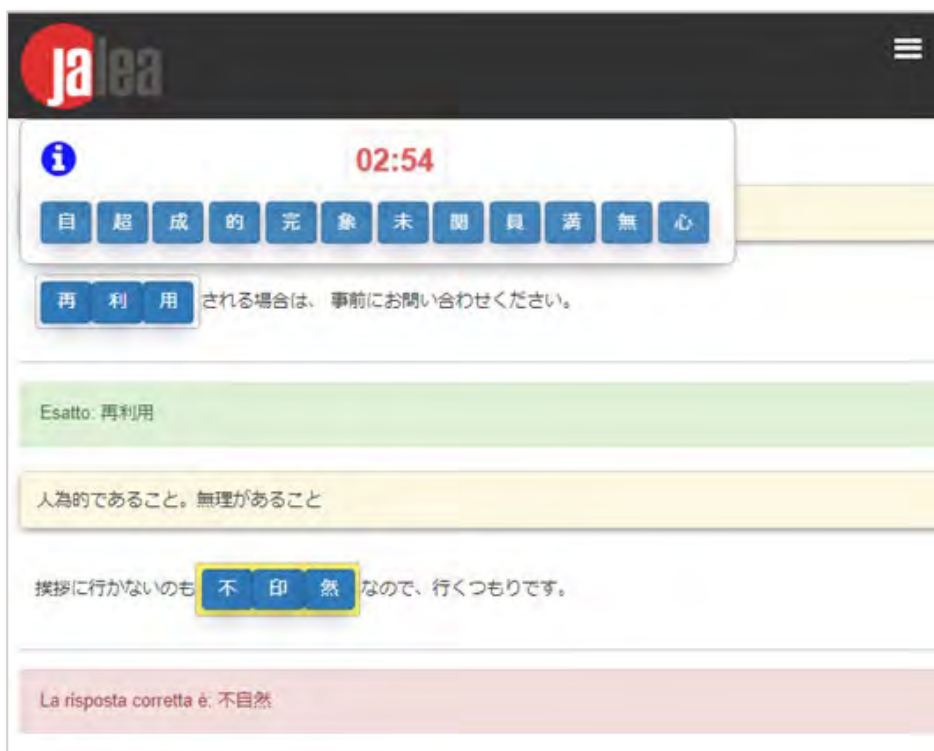 jalea
02:54
自 超 成 的 完 象 未 関 員 満 無 心
再 利 用 される場合は、 事前にお問い合わせください。
Esatto: 再利用
人為的であること。無理があること
挨拶に行かないのも 不 印 然 なので、行くつもりです。
La risposta corretta è: 不自然